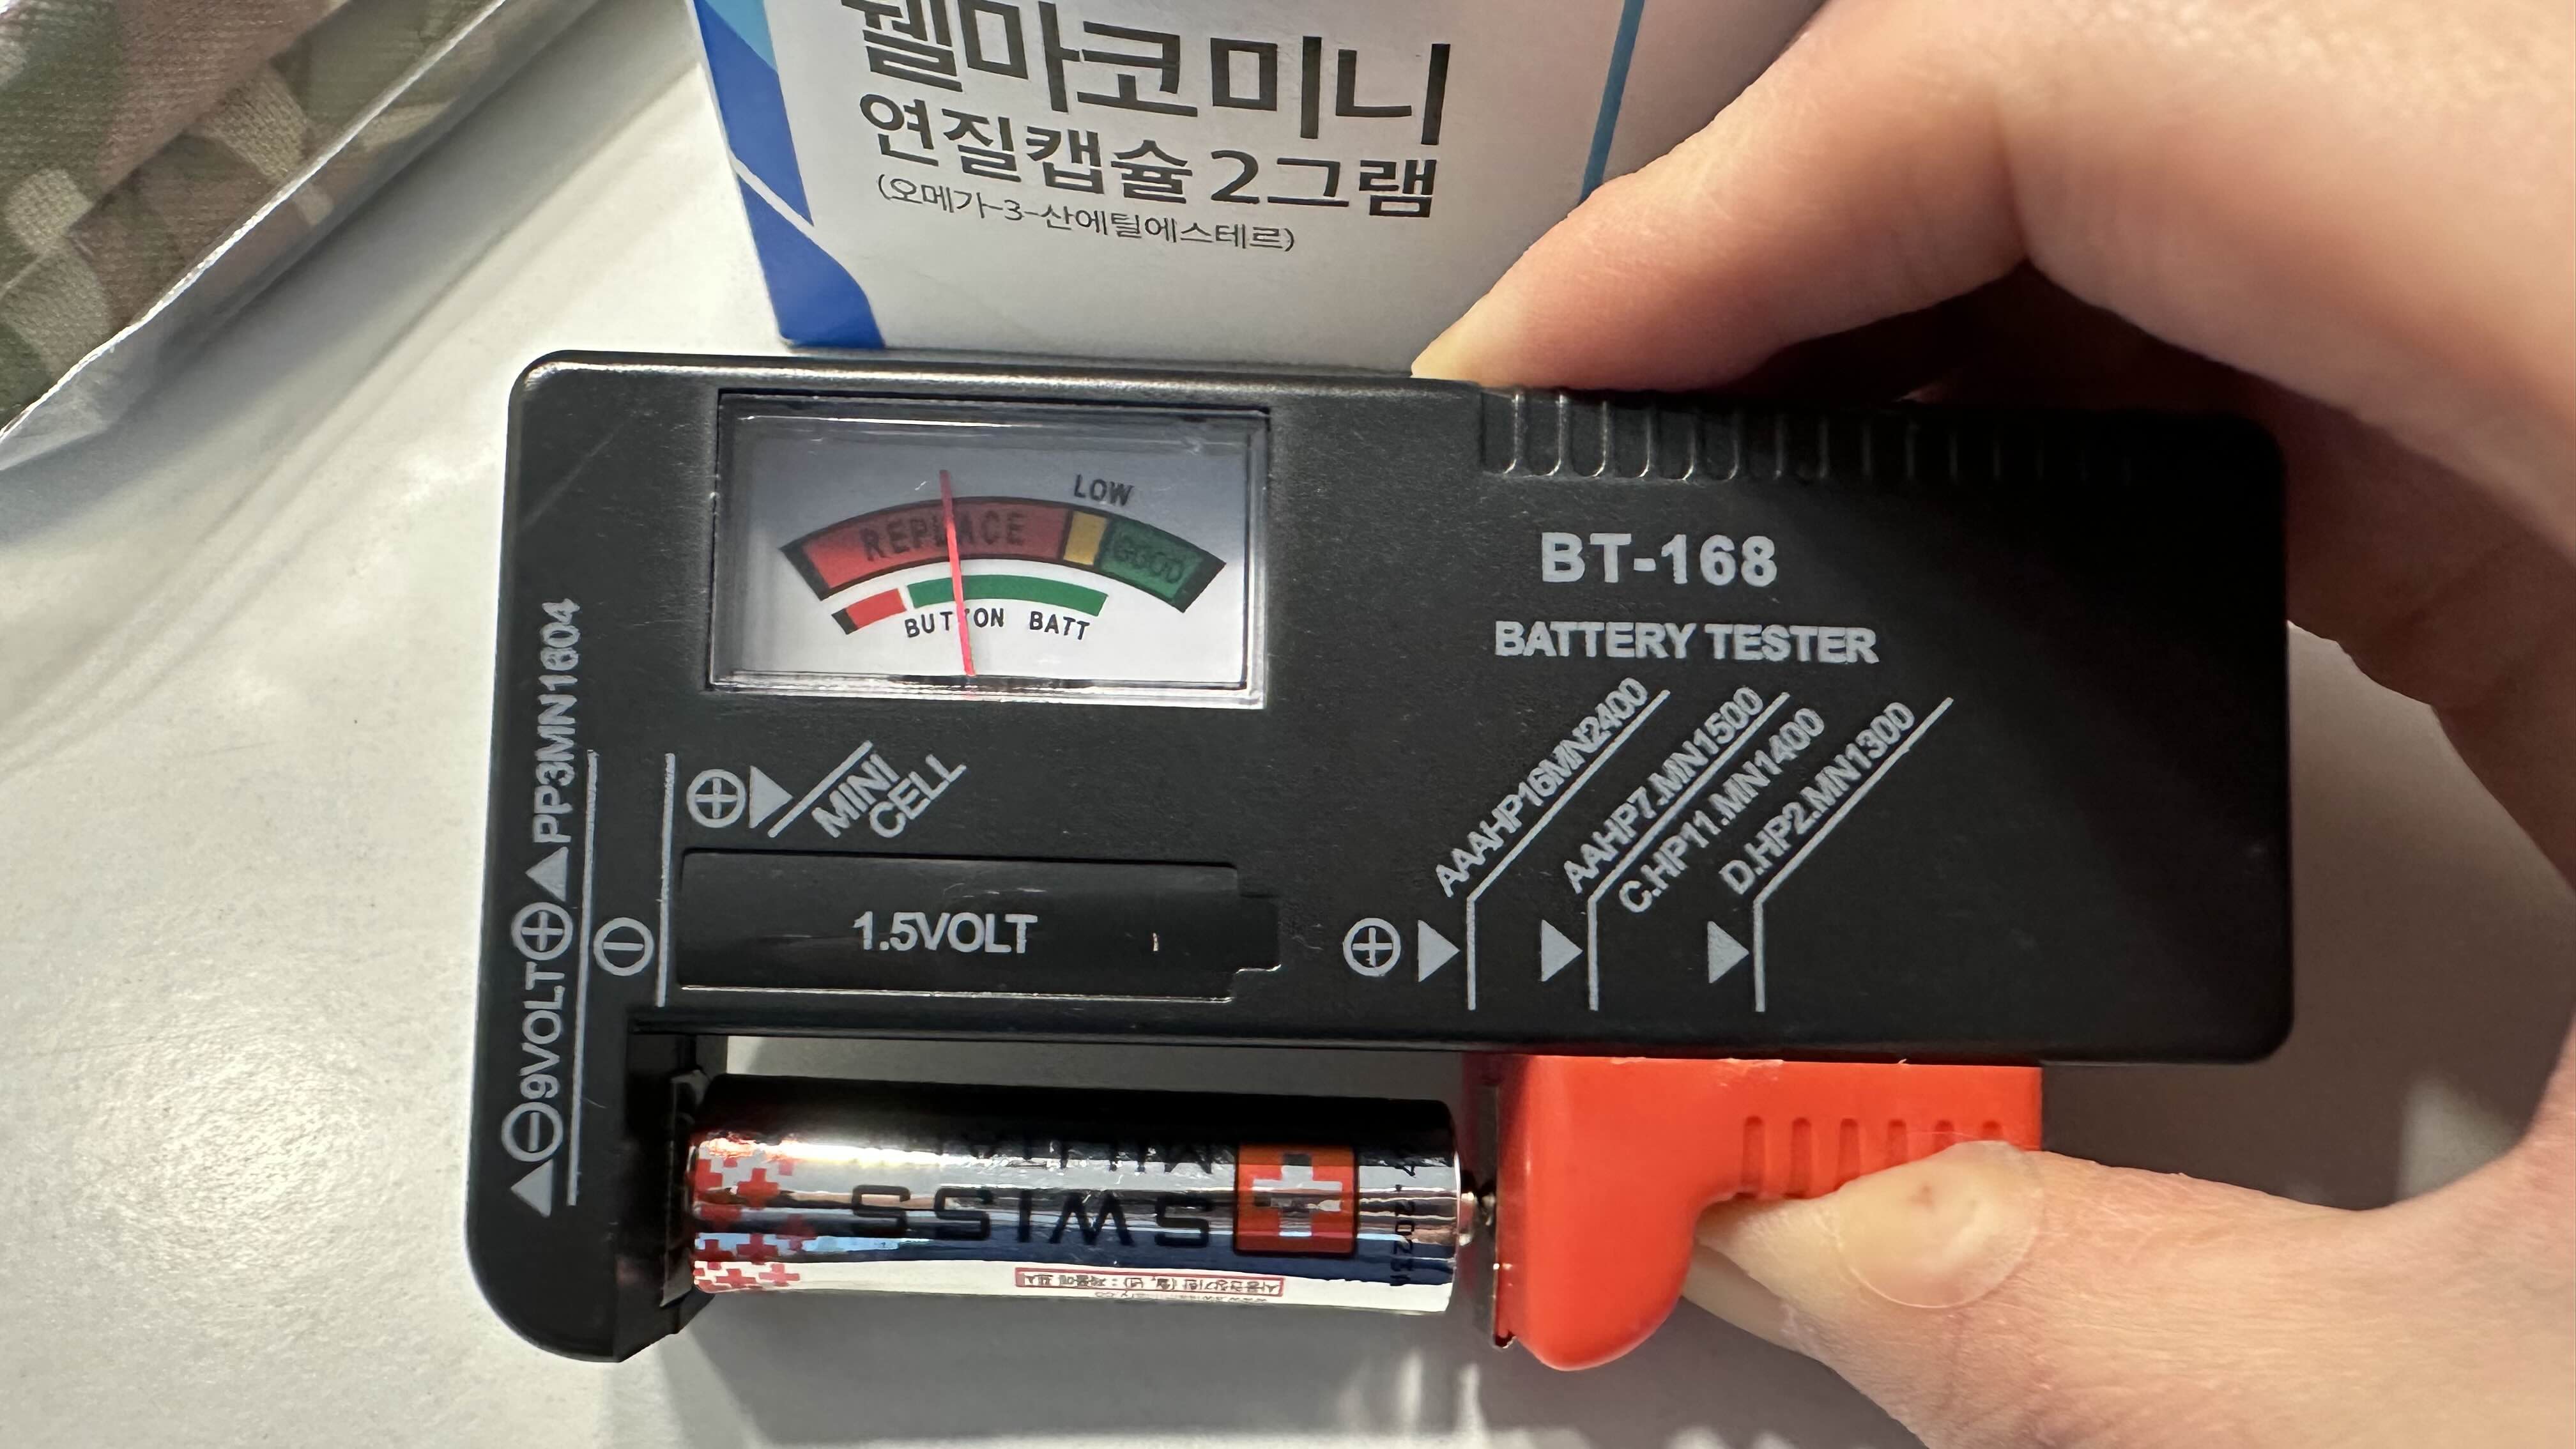 웰마코미니
연질캡슐 2그램
(오메가-3-산에틸에스테르)
LOW
REPLACE
GOOD
BUTTON BATT
BT-168
BATTERY TESTER
AAAHP16MN2400
AAHP7.MN1500
C.HP11.MN1400
D.HP2.MN1300
MINI
CELL
1.5VOLT
9VOLT PP3MN1604
SWISS